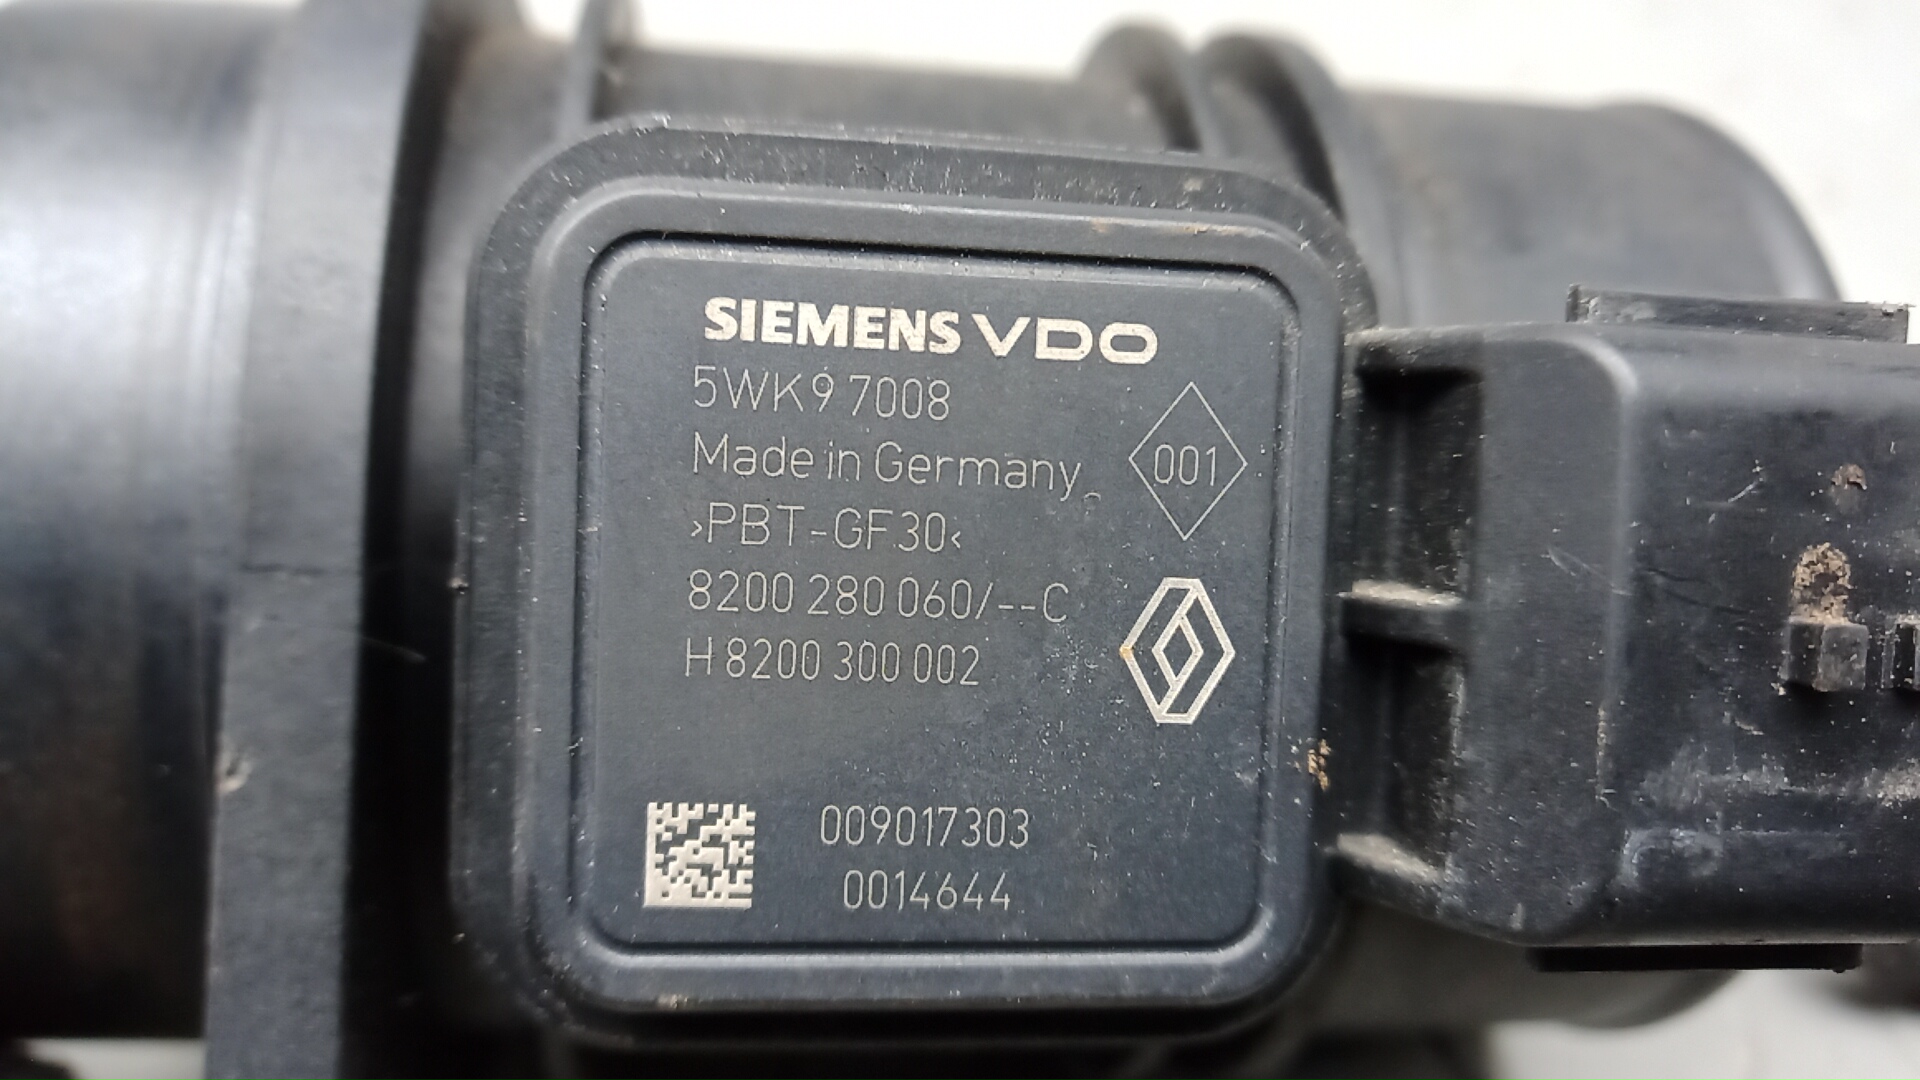 SIEMENS VDO
5WK9 7008
Made in Germany
001
>PBT-GF30<
8200 280 060/--C
H 8200 300 002
009017303
0014644